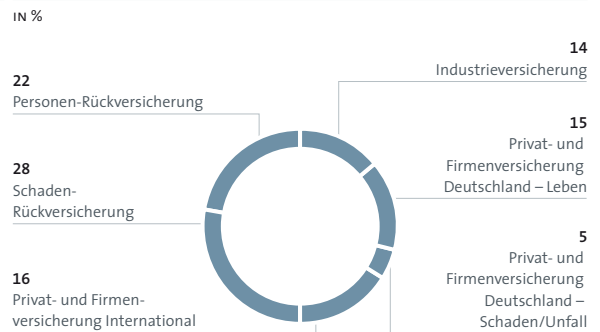 IN %
22
Personen-Rückversicherung
28
Schaden-
Rückversicherung
16
Privat- und Firmen-
versicherung International
14
Industrieversicherung
15
Privat- und
Firmenversicherung
Deutschland – Leben
5
Privat- und
Firmenversicherung
Deutschland –
Schaden/Unfall